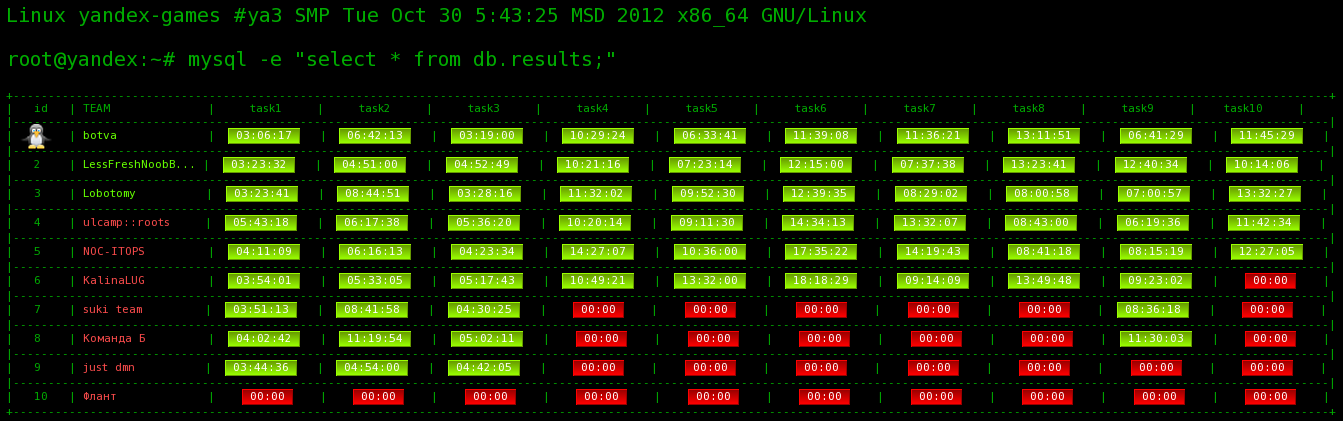 Linux yandex-games #ya3 SMP Tue Oct 30 5:43:25 MSD 2012 x86_64 GNU/Linux
root@yandex:~# mysql -e "select * from db.results;"
| id | TEAM | task1 | task2 | task3 | task4 | task5 | task6 | task7 | task8 | task9 | task10 |
| botva | 03:06:17 | 06:42:13 | 03:19:00 | 10:29:24 | 06:33:41 | 11:39:08 | 11:36:21 | 13:11:51 | 06:41:29 | 11:45:29 |
| 2 | LessFreshNoobB... | 03:23:32 | 04:51:00 | 04:52:49 | 10:21:16 | 07:23:14 | 12:15:00 | 07:37:38 | 13:23:41 | 12:40:34 | 10:14:06 |
| 3 | Lobotomy | 03:23:41 | 08:44:51 | 03:28:16 | 11:32:02 | 09:52:30 | 12:39:35 | 08:29:02 | 08:00:58 | 07:00:57 | 13:32:27 |
| 4 | ulcamp::roots | 05:43:18 | 06:17:38 | 05:36:20 | 10:20:14 | 09:11:30 | 14:34:13 | 13:32:07 | 08:43:00 | 06:19:36 | 11:42:34 |
| 5 | NOC-ITOPS | 04:11:09 | 06:16:13 | 04:23:34 | 14:27:07 | 10:36:00 | 17:35:22 | 14:19:43 | 08:41:18 | 08:15:19 | 12:27:05 |
| 6 | KalinaLUG | 03:54:01 | 05:33:05 | 05:17:43 | 10:49:21 | 13:32:00 | 18:18:29 | 09:14:09 | 13:49:48 | 09:23:02 | 00:00 |
| 7 | suki team | 03:51:13 | 08:41:58 | 04:30:25 | 00:00 | 00:00 | 00:00 | 00:00 | 00:00 | 08:36:18 | 00:00 |
| 8 | Команда Б | 04:02:42 | 11:19:54 | 05:02:11 | 00:00 | 00:00 | 00:00 | 00:00 | 00:00 | 11:30:03 | 00:00 |
| 9 | just dmn | 03:44:36 | 04:54:00 | 04:42:05 | 00:00 | 00:00 | 00:00 | 00:00 | 00:00 | 00:00 | 00:00 |
| 10 | Флант | 00:00 | 00:00 | 00:00 | 00:00 | 00:00 | 00:00 | 00:00 | 00:00 | 00:00 | 00:00 |